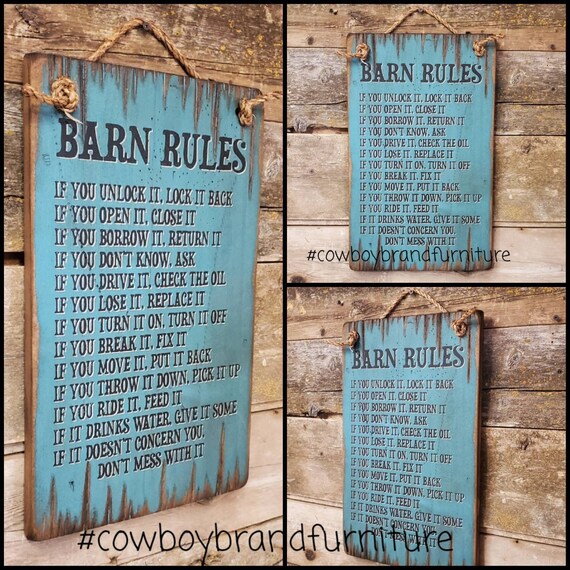 BARN RULES
IF YOU UNLOCK IT, LOCK IT BACK
IF YOU OPEN IT, CLOSE IT
IF YOU BORROW IT, RETURN IT
IF YOU DON'T KNOW, ASK
IF YOU DRIVE IT, CHECK THE OIL
IF YOU LOSE IT, REPLACE IT
IF YOU TURN IT ON, TURN IT OFF
IF YOU BREAK IT, FIX IT
IF YOU MOVE IT, PUT IT BACK
IF YOU THROW IT DOWN, PICK IT UP
IF YOU RIDE IT, FEED IT
IF IT DRINKS WATER, GIVE IT SOME
IF IT DOESN'T CONCERN YOU,
DON'T MESS WITH IT
#cowboybrandfurniture
BARN RULES
IF YOU UNLOCK IT, LOCK IT BACK
IF YOU OPEN IT, CLOSE IT
IF YOU BORROW IT, RETURN IT
IF YOU DON'T KNOW, ASK
IF YOU DRIVE IT, CHECK THE OIL
IF YOU LOSE IT, REPLACE IT
IF YOU TURN IT ON, TURN IT OFF
IF YOU BREAK IT, FIX IT
IF YOU MOVE IT, PUT IT BACK
IF YOU THROW IT DOWN, PICK IT UP
IF YOU RIDE IT, FEED IT
IF IT DRINKS WATER, GIVE IT SOME
IF IT DOESN'T CONCERN YOU,
DON'T MESS WITH IT
#cowboybrandfurniture
#cowboybrandfurniture
BARN RULES
IF YOU UNLOCK IT, LOCK IT BACK
IF YOU OPEN IT, CLOSE IT
IF YOU BORROW IT, RETURN IT
IF YOU DON'T KNOW, ASK
IF YOU DRIVE IT, CHECK THE OIL
IF YOU LOSE IT, REPLACE IT
IF YOU TURN IT ON, TURN IT OFF
IF YOU BREAK IT, FIX IT
IF YOU MOVE IT, PUT IT BACK
IF YOU THROW IT DOWN, PICK IT UP
IF YOU RIDE IT, FEED IT
IF IT DRINKS WATER, GIVE IT SOME
IF IT DOESN'T CONCERN YOU,
DON'T MESS WITH IT
#cowboybrandfurniture